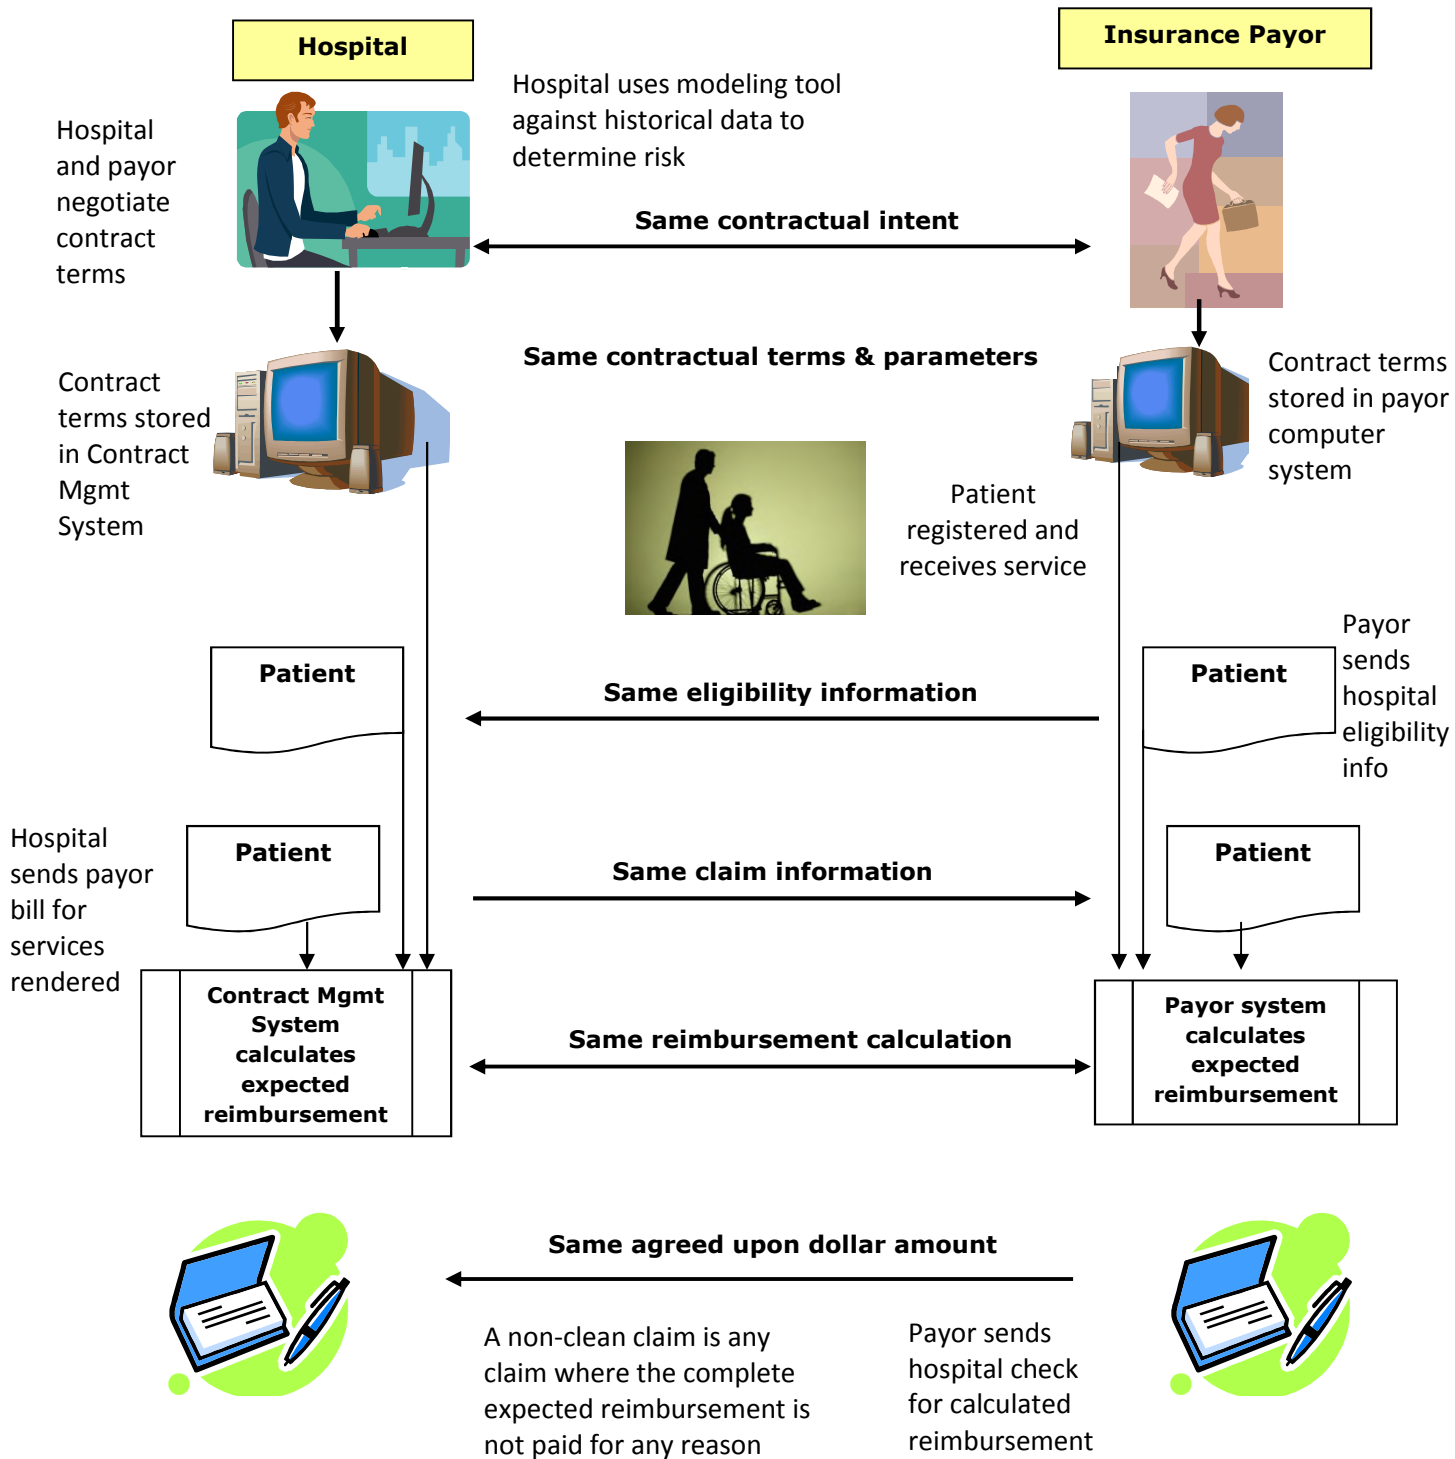 Hospital
Insurance Payor
Hospital
and payor
negotiate
contract
terms
Hospital uses modeling tool
against historical data to
determine risk
Same contractual intent
Same contractual terms & parameters
Contract
terms stored
in Contract
Mgmt
System
Contract terms
stored in payor
computer
system
Patient
registered and
receives service
Patient
Same eligibility information
Patient
Payor
sends
hospital
eligibility
info
Hospital
sends payor
bill for
services
rendered
Patient
Same claim information
Patient
Contract Mgmt
System
calculates
expected
reimbursement
Same reimbursement calculation
Payor system
calculates
expected
reimbursement
Same agreed upon dollar amount
A non-clean claim is any
claim where the complete
expected reimbursement is
not paid for any reason
Payor sends
hospital check
for calculated
reimbursement